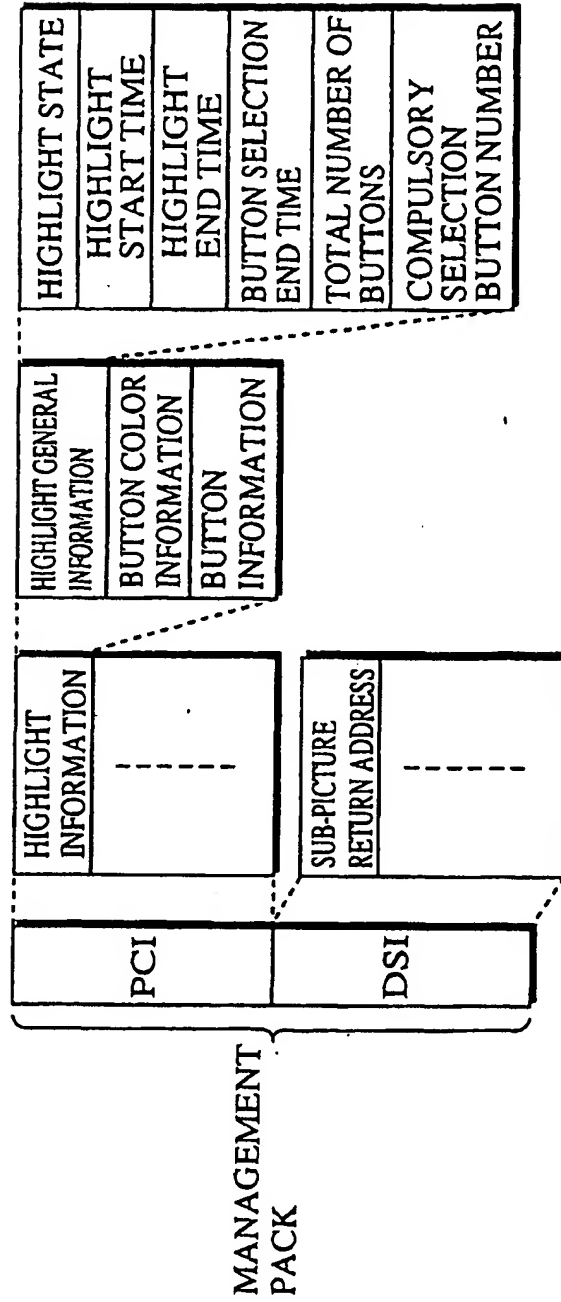 MANAGEMENT
PACK
PCI
DSI
HIGHLIGHT
INFORMATION
SUB-PICTURE
RETURN ADDRESS
HIGHLIGHT GENERAL
INFORMATION
BUTTON COLOR
INFORMATION
BUTTON
INFORMATION
HIGHLIGHT STATE
HIGHLIGHT
START TIME
HIGHLIGHT
END TIME
BUTTON SELECTION
END TIME
TOTAL NUMBER OF
BUTTONS
COMPULSORY
SELECTION
BUTTON NUMBER